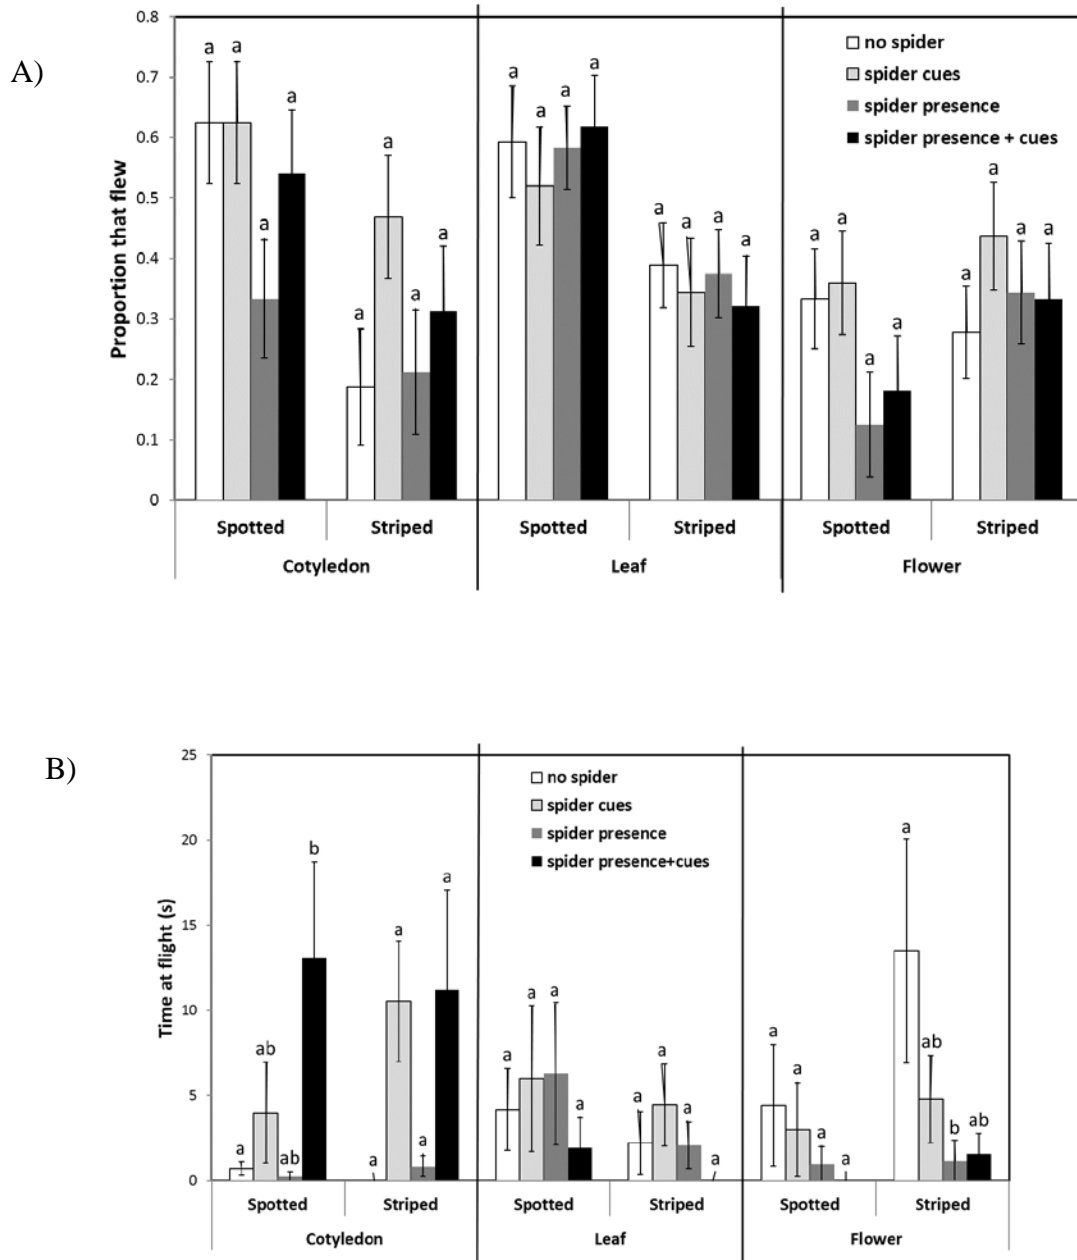 A)
Proportion that flew
0.8
0.7
0.6
0.5
0.4
0.3
0.2
0.1
0
no spider
spider cues
spider presence
spider presence + cues
a a a a a a a a
a a a a a a a a
a a a a a a a a
Spotted Striped Spotted Striped Spotted Striped
Cotyledon Leaf Flower
B)
Time at flight (s)
25
20
15
10
5
0
no spider
spider cues
spider presence
spider presence+cues
a ab ab b a a a a
a a a a a a a a
a a a a a ab b ab
Spotted Striped Spotted Striped Spotted Striped
Cotyledon Leaf Flower